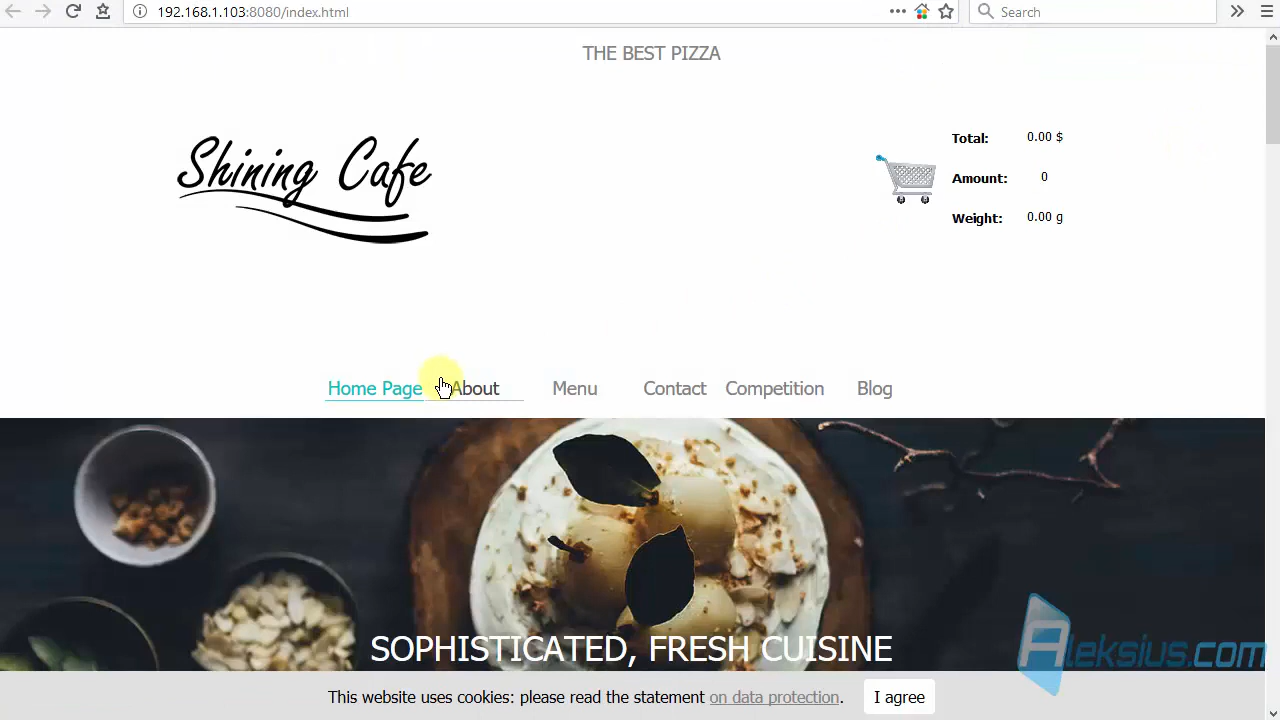 192.168.1.103:8080/index.html
Search
THE BEST PIZZA
Shining Cafe
Total: 0.00 $
Amount: 0
Weight: 0.00 g
Home Page About Menu Contact Competition Blog
SOPHISTICATED, FRESH CUISINE
Aleksius.com
This website uses cookies: please read the statement on data protection. I agree